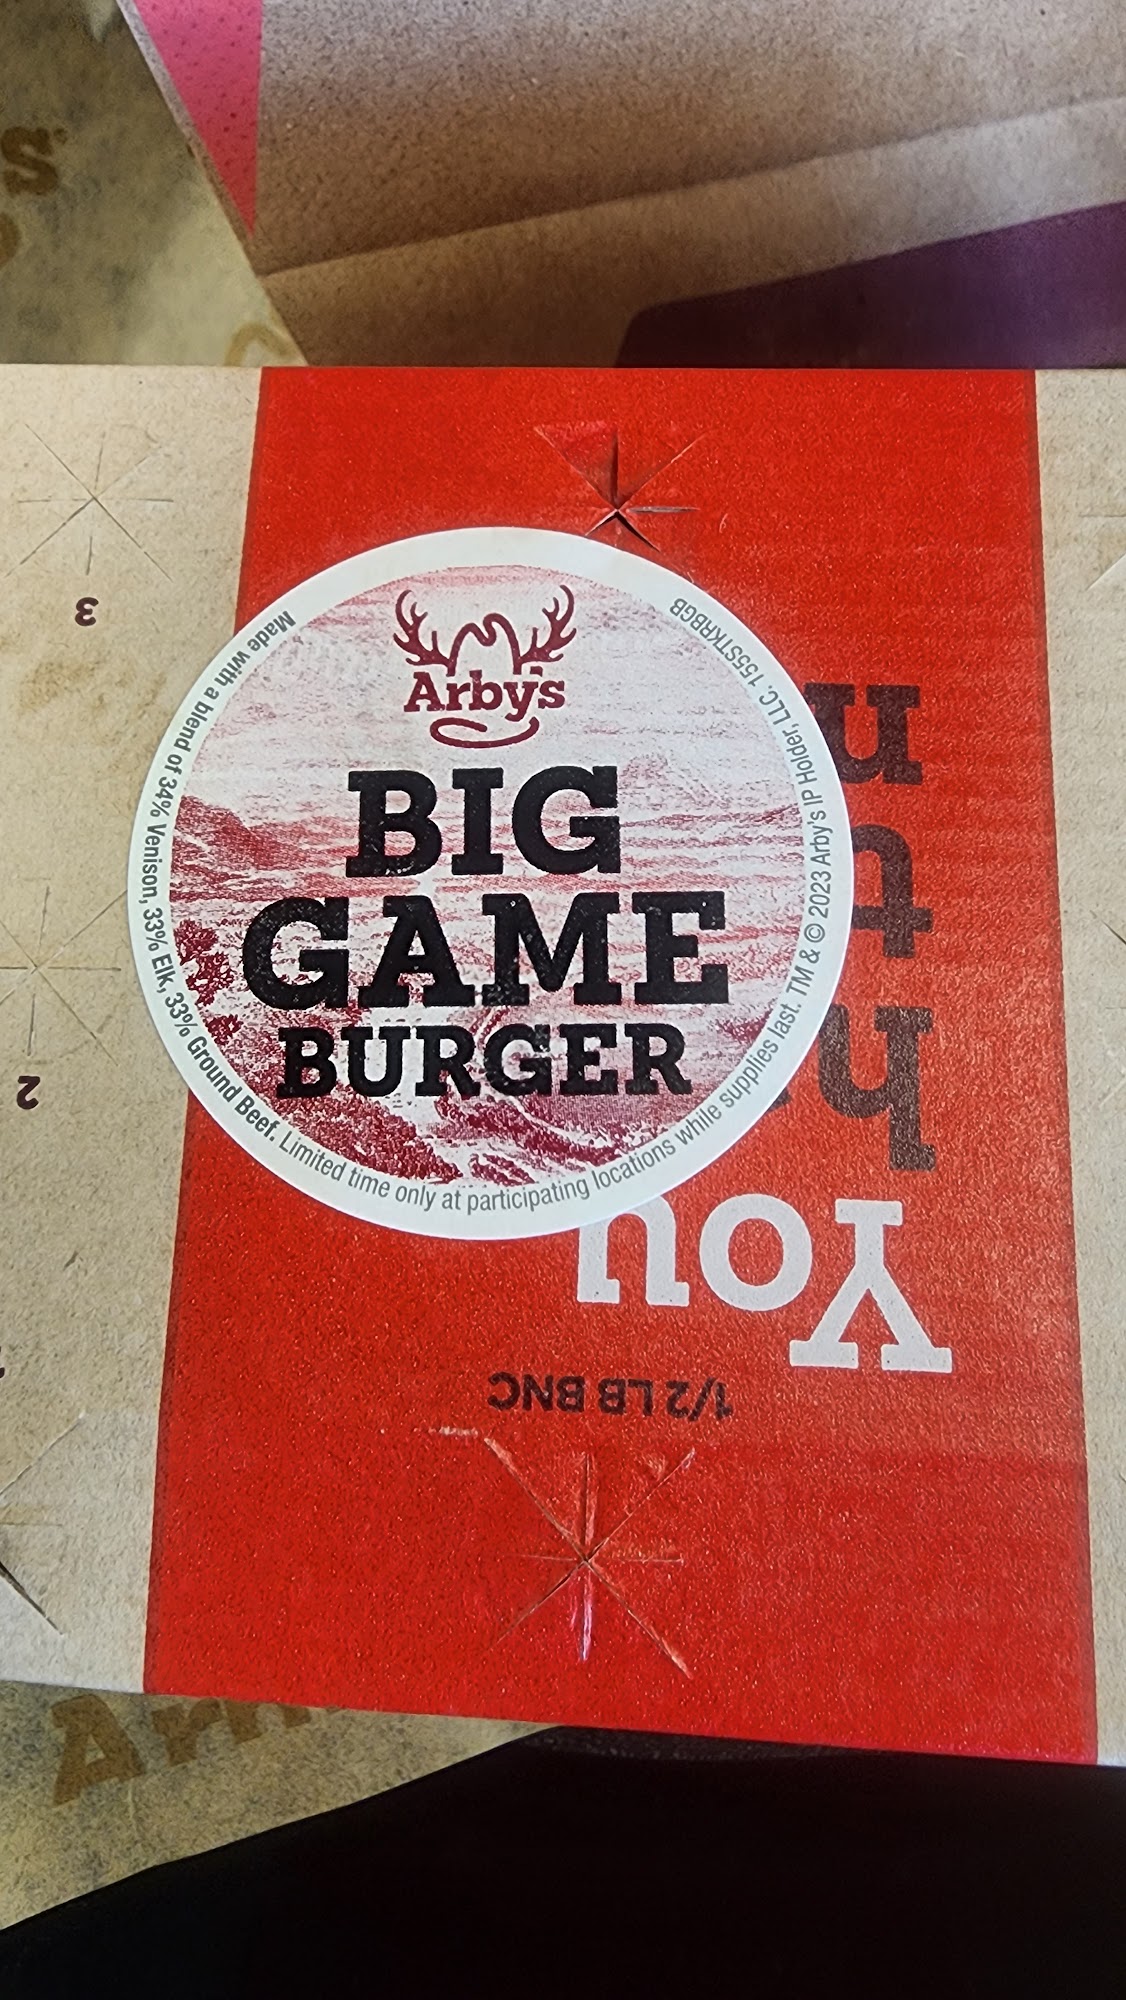 Arby's
BIG
GAME
BURGER
Made with a blend of 34% Venison, 33% Elk, 33% Ground Beef. Limited time only at participating locations while supplies last. TM & © 2023 Arby's IP Holder, LLC. 155STKRBGB
3
2
You
1/2 LB BNC